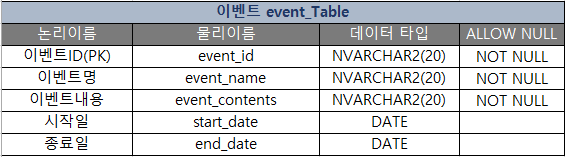 이벤트 event_Table
논리이름 물리이름 데이터 타입 ALLOW NULL
이벤트ID(PK) event_id NVARCHAR2(20) NOT NULL
이벤트명 event_name NVARCHAR2(20) NOT NULL
이벤트내용 event_contents NVARCHAR2(20) NOT NULL
시작일 start_date DATE
종료일 end_date DATE